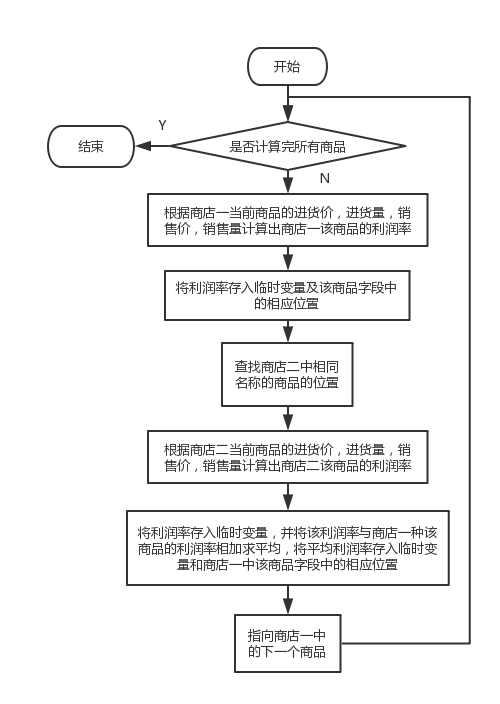 开始
是否计算完所有商品
Y
结束
N
根据商店一当前商品的进货价，进货量，销
售价，销售量计算出商店一该商品的利润率
将利润率存入临时变量及该商品字段中
的相应位置
查找商店二中相同
名称的商品的位置
根据商店二当前商品的进货价，进货量，销
售价，销售量计算出商店二该商品的利润率
将利润率存入临时变量，并将该利润率与商店一种该
商品的利润率相加求平均，将平均利润率存入临时变
量和商店一中该商品字段中的相应位置
指向商店一中
的下一个商品